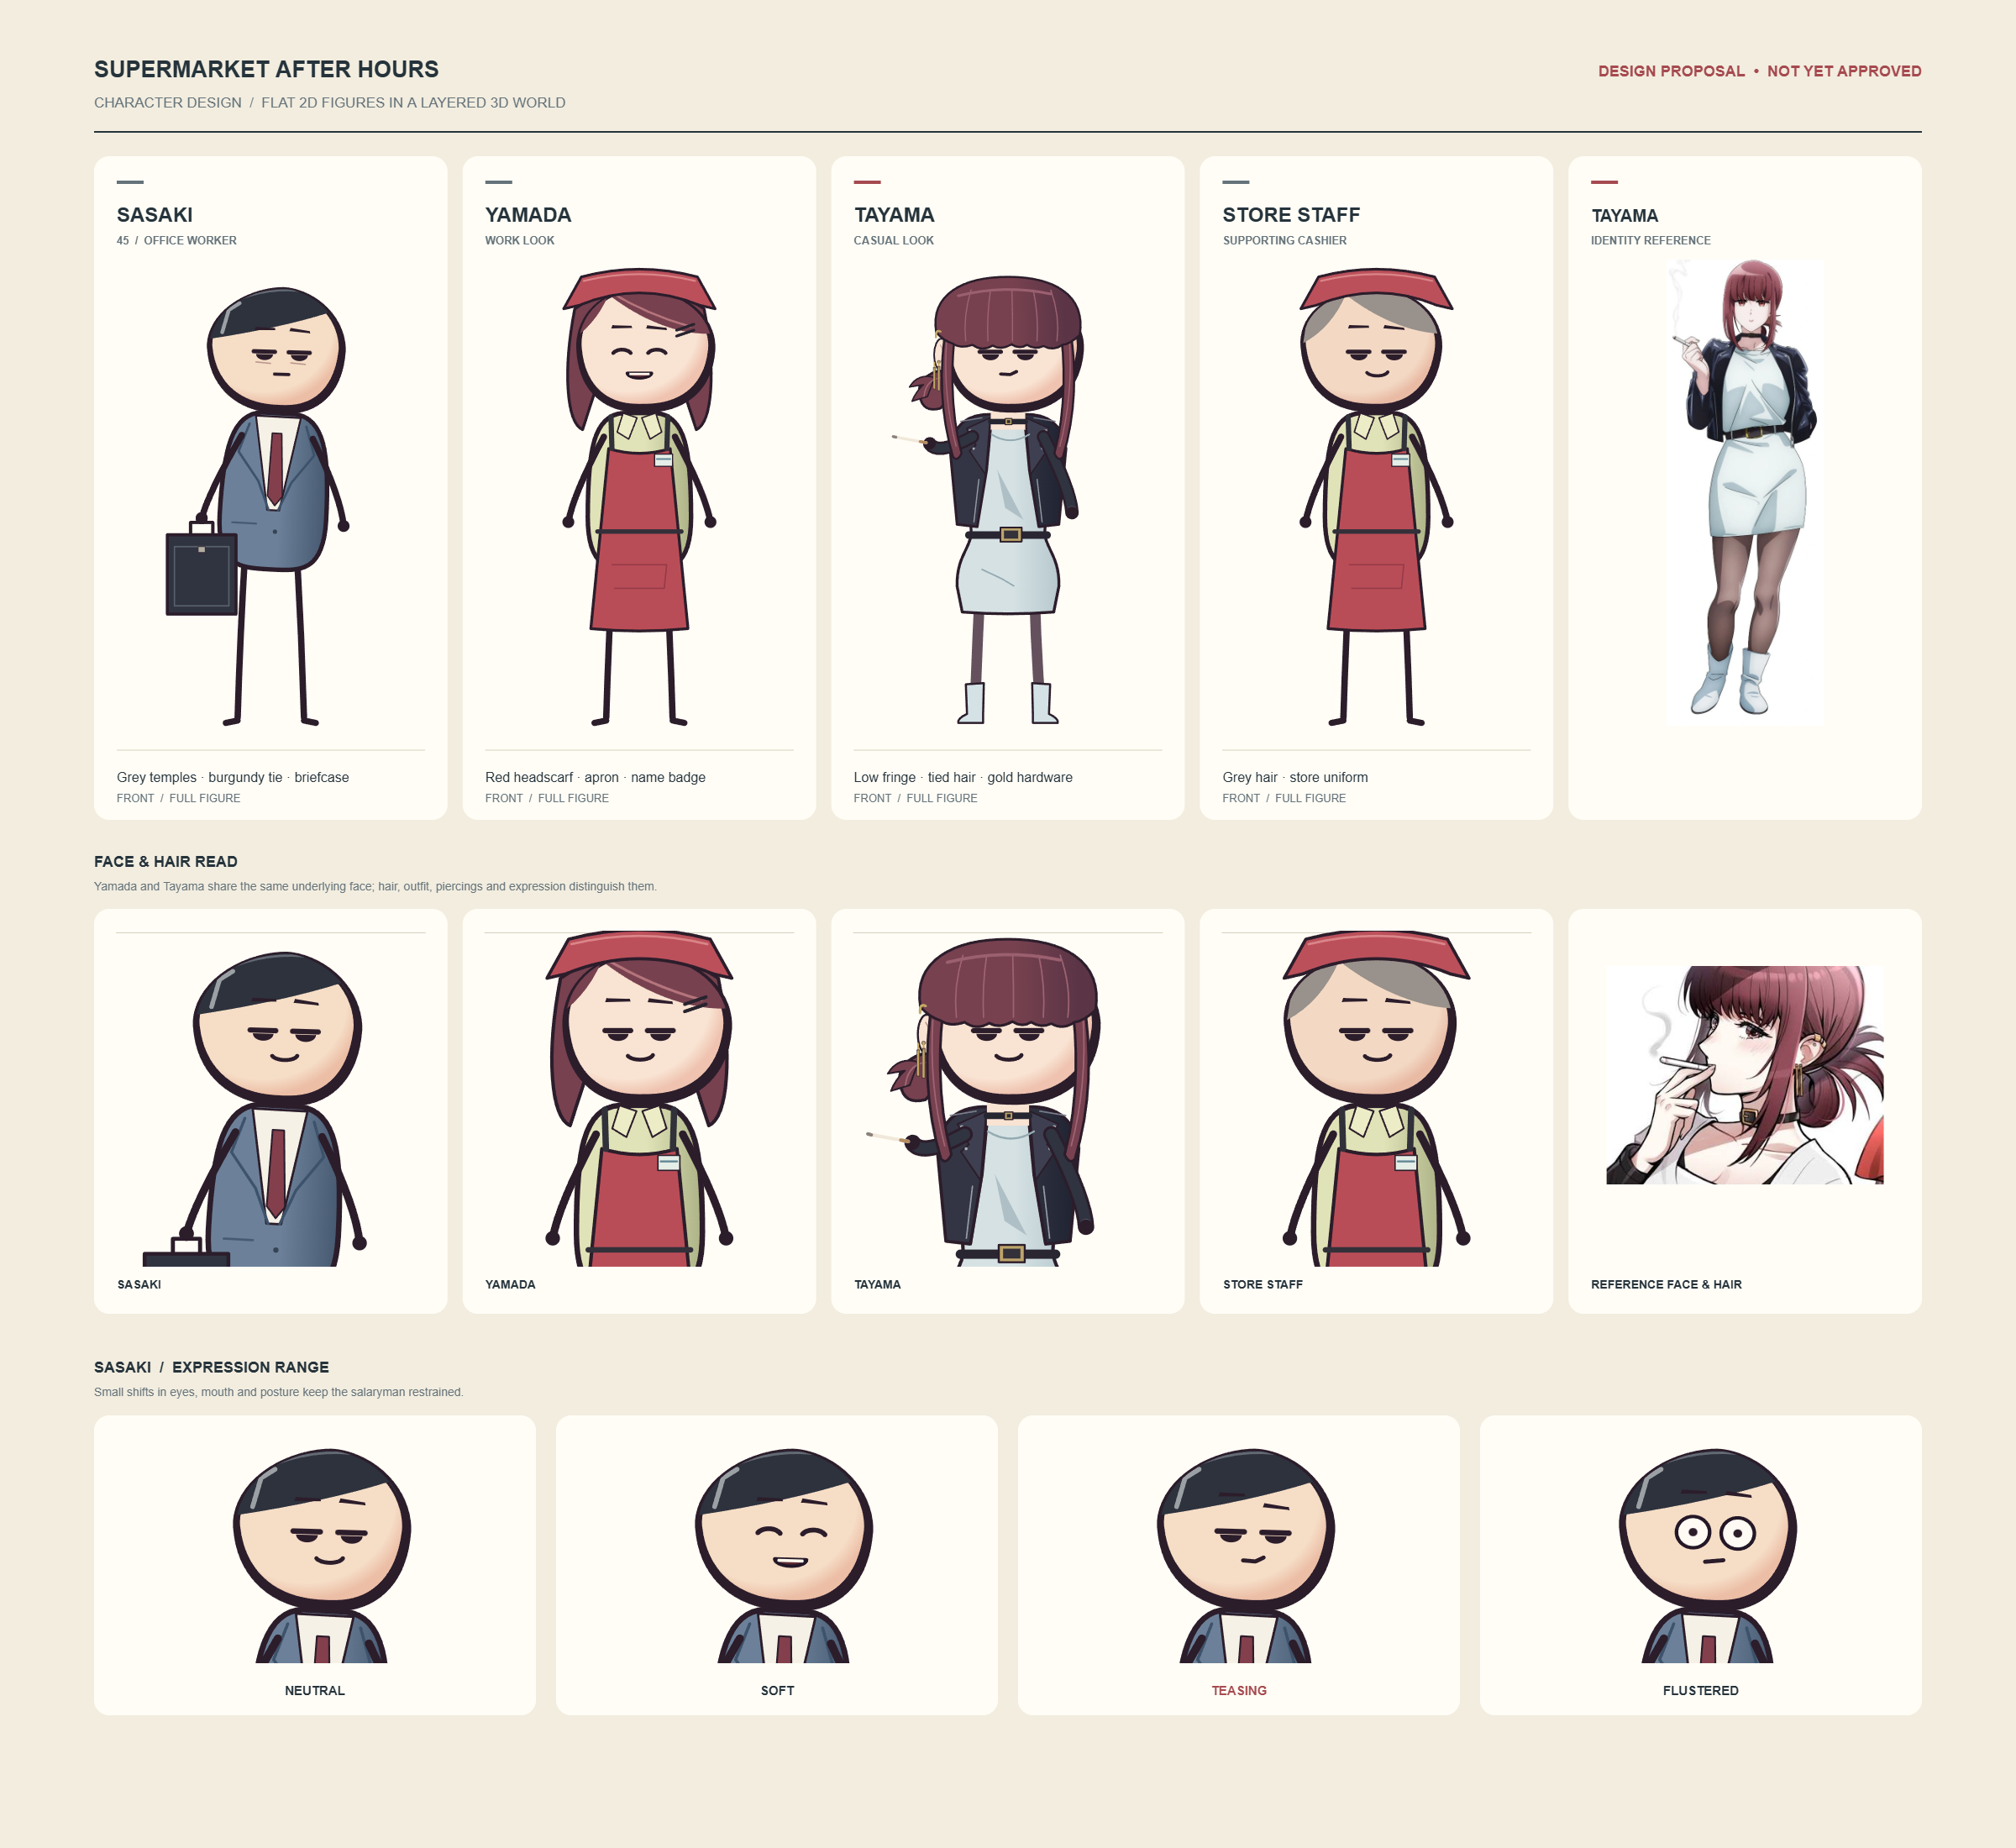 SUPERMARKET AFTER HOURS
DESIGN PROPOSAL • NOT YET APPROVED
CHARACTER DESIGN / FLAT 2D FIGURES IN A LAYERED 3D WORLD
SASAKI
45 / OFFICE WORKER
Grey temples · burgundy tie · briefcase
FRONT / FULL FIGURE
YAMADA
WORK LOOK
Red headscarf · apron · name badge
FRONT / FULL FIGURE
TAYAMA
CASUAL LOOK
Low fringe · tied hair · gold hardware
FRONT / FULL FIGURE
STORE STAFF
SUPPORTING CASHIER
Grey hair · store uniform
FRONT / FULL FIGURE
TAYAMA
IDENTITY REFERENCE
FACE & HAIR READ
Yamada and Tayama share the same underlying face; hair, outfit, piercings and expression distinguish them.
SASAKI
YAMADA
TAYAMA
STORE STAFF
REFERENCE FACE & HAIR
SASAKI / EXPRESSION RANGE
Small shifts in eyes, mouth and posture keep the salaryman restrained.
NEUTRAL
SOFT
TEASING
FLUSTERED